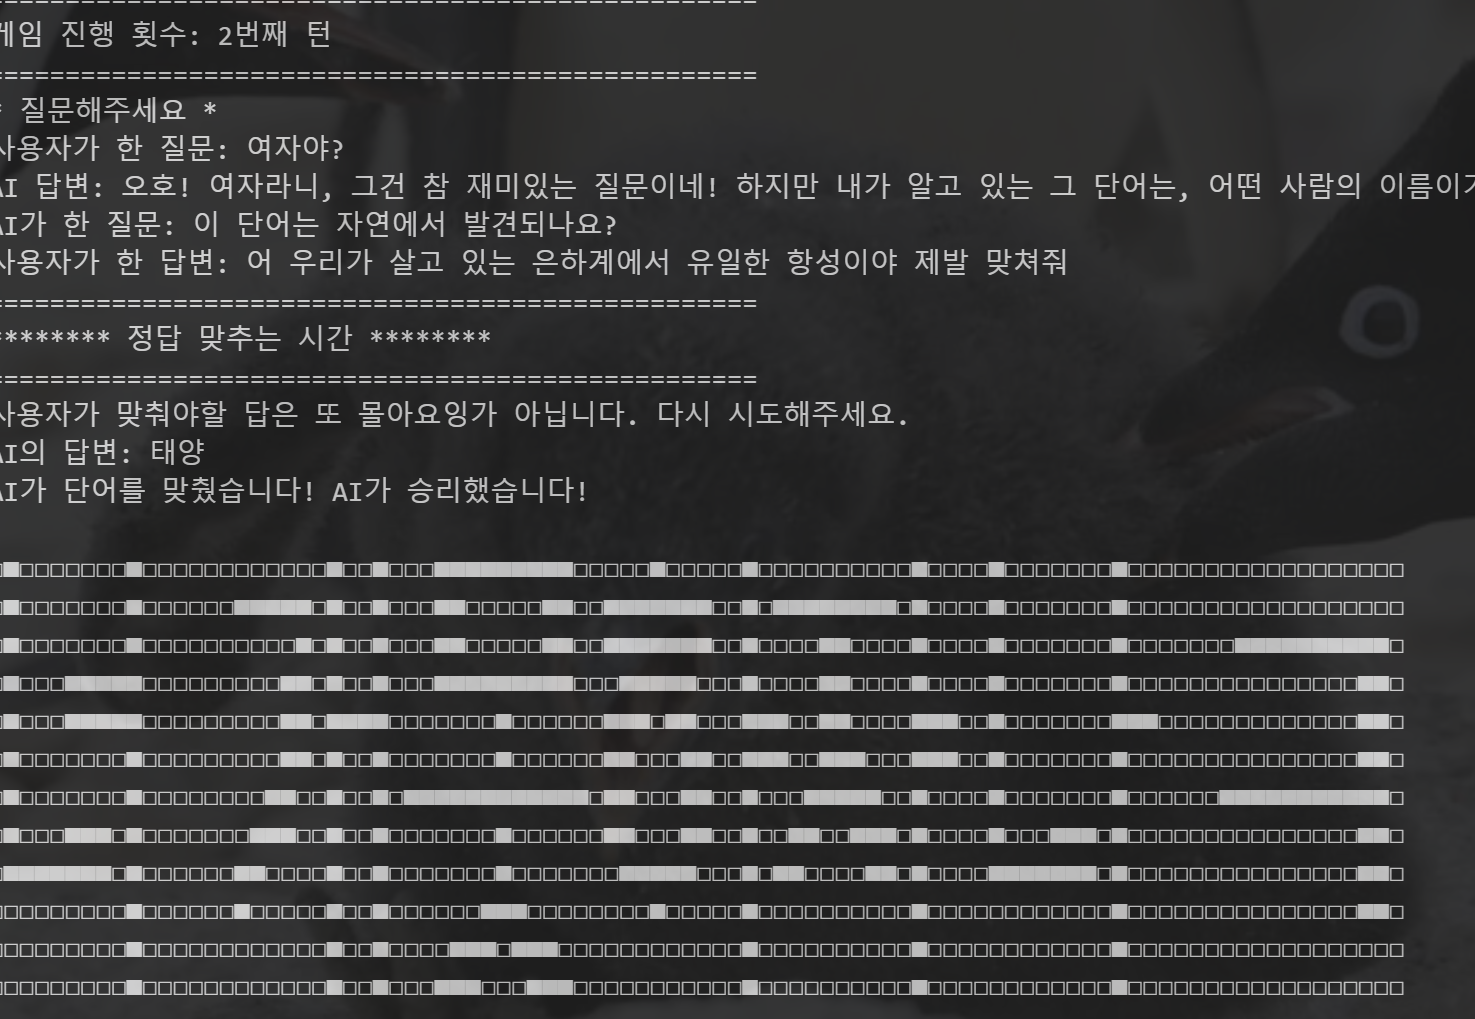 ==================================================
게임 진행 횟수: 2번째 턴
==================================================
* 질문해주세요 *
사용자가 한 질문: 여자야?
AI 답변: 오호! 여자라니, 그건 참 재미있는 질문이네! 하지만 내가 알고 있는 그 단어는, 어떤 사람의 이름이
AI가 한 질문: 이 단어는 자연에서 발견되나요?
사용자가 한 답변: 어 우리가 살고 있는 은하계에서 유일한 항성이야 제발 맞쳐줘
==================================================
******** 정답 맞추는 시간 ********
==================================================
사용자가 맞춰야할 답은 또 몰아요잉가 아닙니다. 다시 시도해주세요.
AI의 답변: 태양
AI가 단어를 맞췄습니다! AI가 승리했습니다!